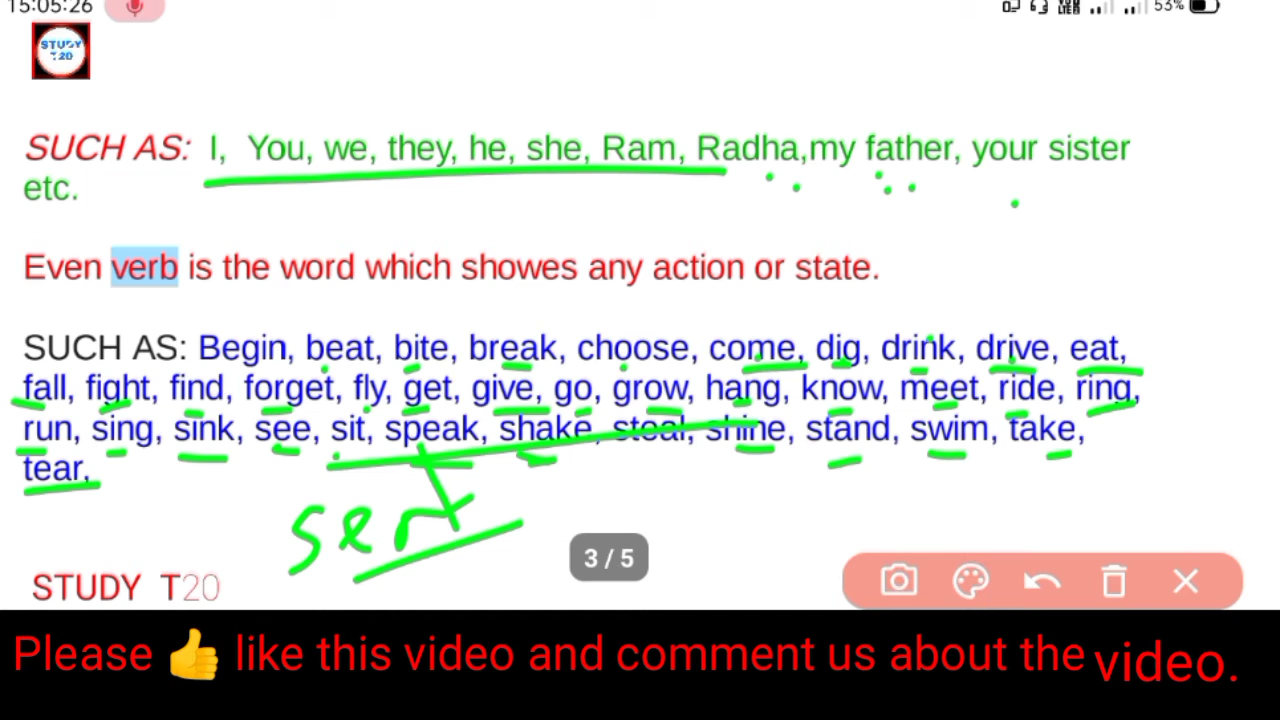 15:05:26 53%
STUDY
T20
SUCH AS: I, You, we, they, he, she, Ram, Radha,my father, your sister
etc.
Even verb is the word which showes any action or state.
SUCH AS: Begin, beat, bite, break, choose, come, dig, drink, drive, eat,
fall, fight, find, forget, fly, get, give, go, grow, hang, know, meet, ride, ring,
run, sing, sink, see, sit, speak, shake, steal, shine, stand, swim, take,
tear,
sent
3 / 5
STUDY T20
Please 👍 like this video and comment us about the video.